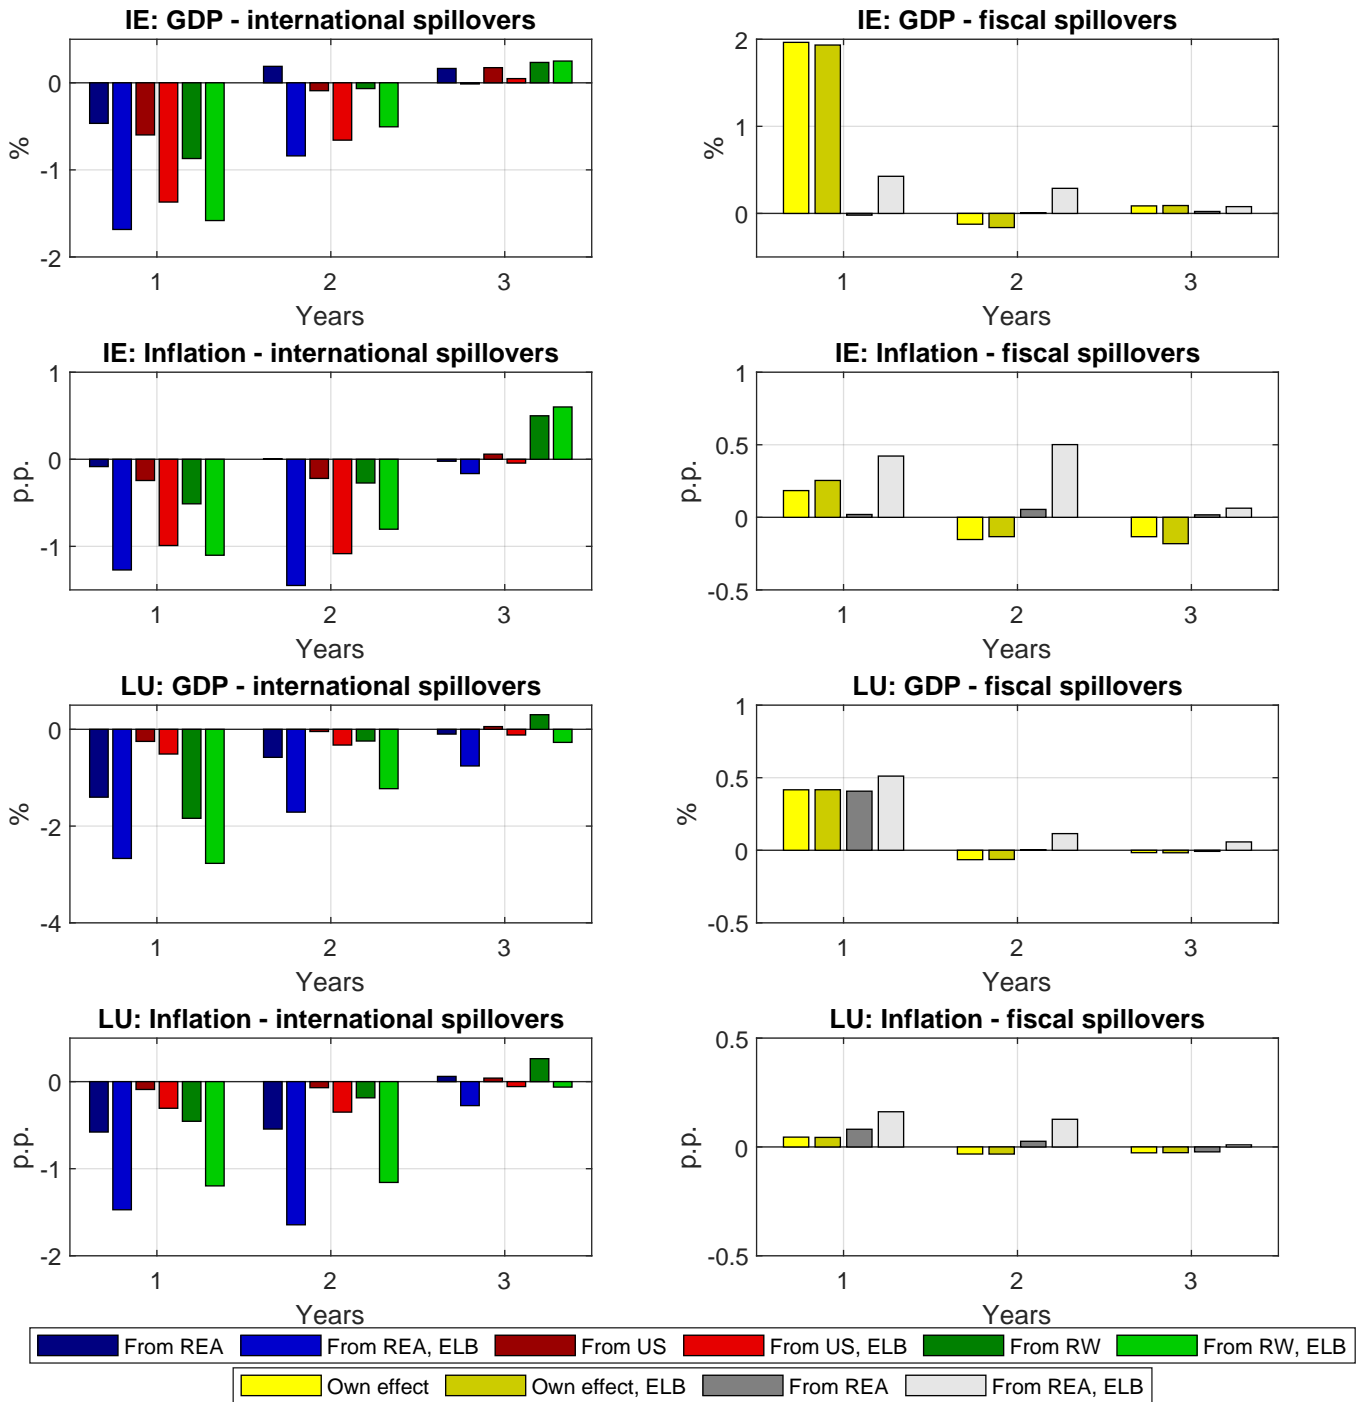 IE: GDP - international spillovers
0
-1
-2
%
1 2 3
Years
IE: GDP - fiscal spillovers
2
1
0
%
1 2 3
Years
IE: Inflation - international spillovers
1
0
-1
p.p.
1 2 3
Years
IE: Inflation - fiscal spillovers
1
0.5
0
-0.5
p.p.
1 2 3
Years
LU: GDP - international spillovers
0
-2
-4
%
1 2 3
Years
LU: GDP - fiscal spillovers
1
0.5
0
-0.5
%
1 2 3
Years
LU: Inflation - international spillovers
0
-1
-2
p.p.
1 2 3
Years
LU: Inflation - fiscal spillovers
0.5
0
-0.5
p.p.
1 2 3
Years
From REA From REA, ELB From US From US, ELB From RW From RW, ELB
Own effect Own effect, ELB From REA From REA, ELB